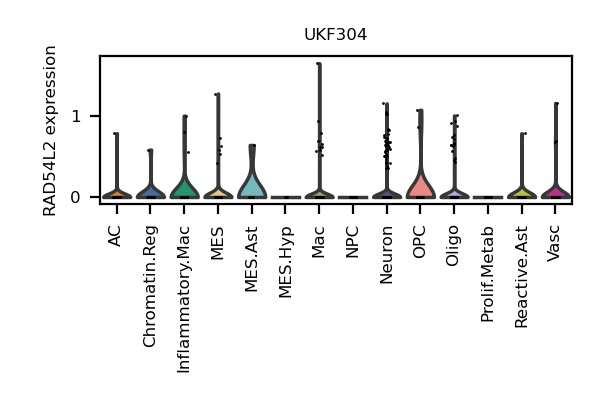 UKF304
RAD54L2 expression
1
0
AC
Chromatin.Reg
Inflammatory.Mac
MES
MES.Ast
MES.Hyp
Mac
NPC
Neuron
OPC
Oligo
Prolif.Metab
Reactive.Ast
Vasc